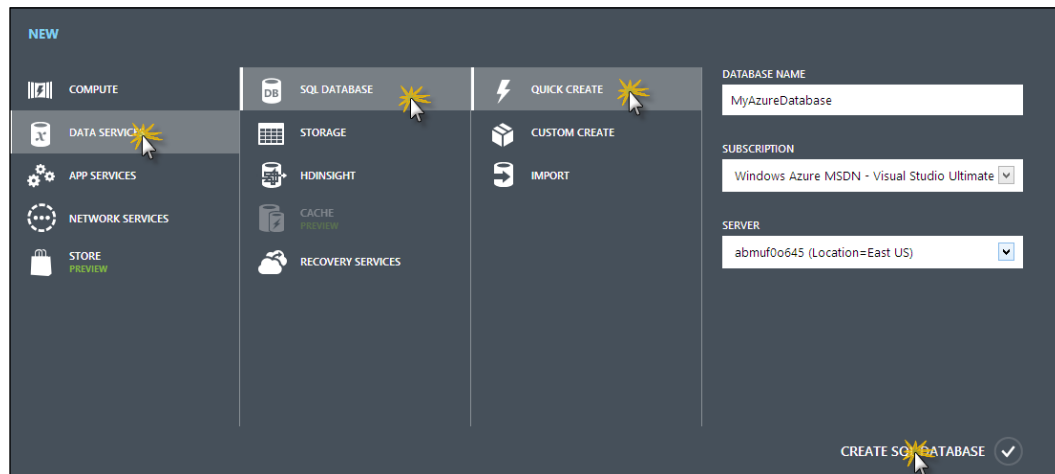 NEW
COMPUTE
DATA SERVICES
APP SERVICES
NETWORK SERVICES
STORE
PREVIEW
DB
SQL DATABASE
STORAGE
HDINSIGHT
CACHE
PREVIEW
RECOVERY SERVICES
QUICK CREATE
CUSTOM CREATE
IMPORT
DATABASE NAME
MyAzureDatabase
SUBSCRIPTION
Windows Azure MSDN - Visual Studio Ultimate
SERVER
abmuf0o645 (Location=East US)
CREATE SQL DATABASE